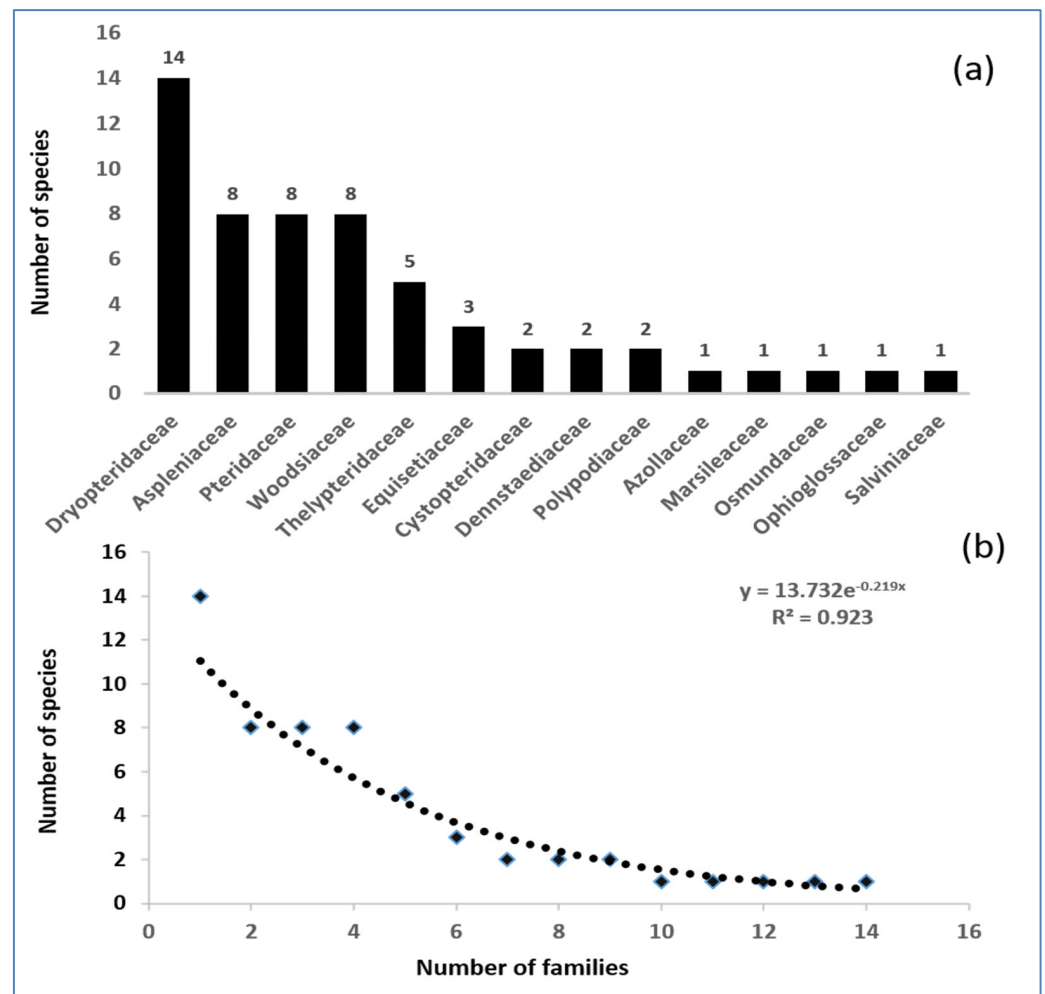 (a)
Number of species
16
14
12
10
8
6
4
2
0
14
8
8
8
5
3
2
2
2
1
1
1
1
1
Dryopteridaceae
Aspleniaceae
Pteridaceae
Woodsiaceae
Thelypteridaceae
Equisetiaceae
Cystopteridaceae
Dennstaediaceae
Polypodiaceae
Azollaceae
Marsileaceae
Osmundaceae
Ophioglossaceae
Salviniaceae
(b)
Number of species
16
14
12
10
8
6
4
2
0
y = 13.732e^-0.219x
R² = 0.923
0 2 4 6 8 10 12 14 16
Number of families